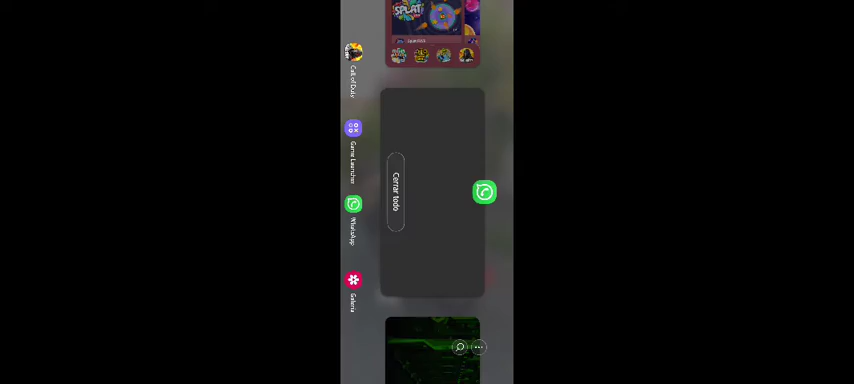 SPLAT
Cerrar todo
Call of Duty
Game Launcher
WhatsApp
Galería